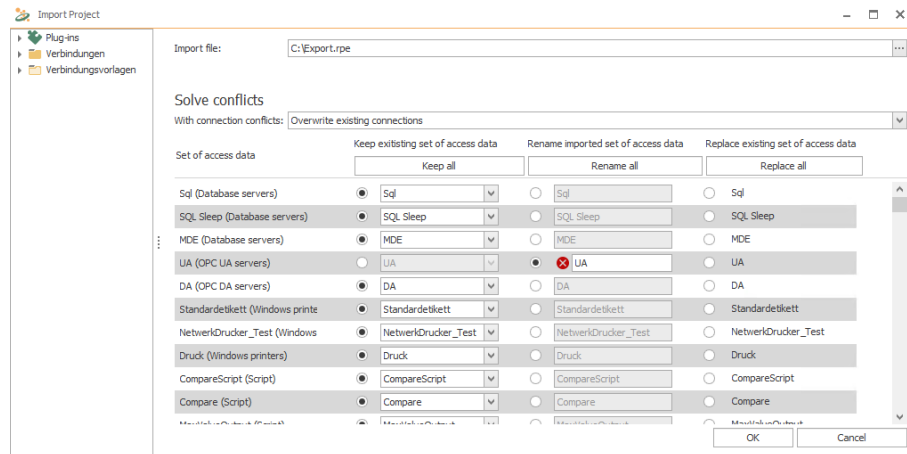 Import Project
Plug-ins
Verbindungen
Verbindungsvorlagen
Import file: C:\Export.rpe ...
Solve conflicts
With connection conflicts: Overwrite existing connections
Set of access data
Keep exitisting set of access data Rename imported set of access data Replace existing set of access data
Keep all Rename all Replace all
Sql (Database servers) Sql Sql Sql
SQL Sleep (Database servers) SQL Sleep SQL Sleep SQL Sleep
MDE (Database servers) MDE MDE MDE
UA (OPC UA servers) UA UA UA
DA (OPC DA servers) DA DA DA
Standardetikett (Windows printe Standardetikett Standardetikett Standardetikett
NetwerkDrucker_Test (Windows NetwerkDrucker_Test NetwerkDrucker_Test NetwerkDrucker_Test
Druck (Windows printers) Druck Druck Druck
CompareScript (Script) CompareScript CompareScript CompareScript
Compare (Script) Compare Compare Compare
MaxValueOutput (Script) MaxValueOutput MaxValueOutput MaxValueOutput
OK Cancel